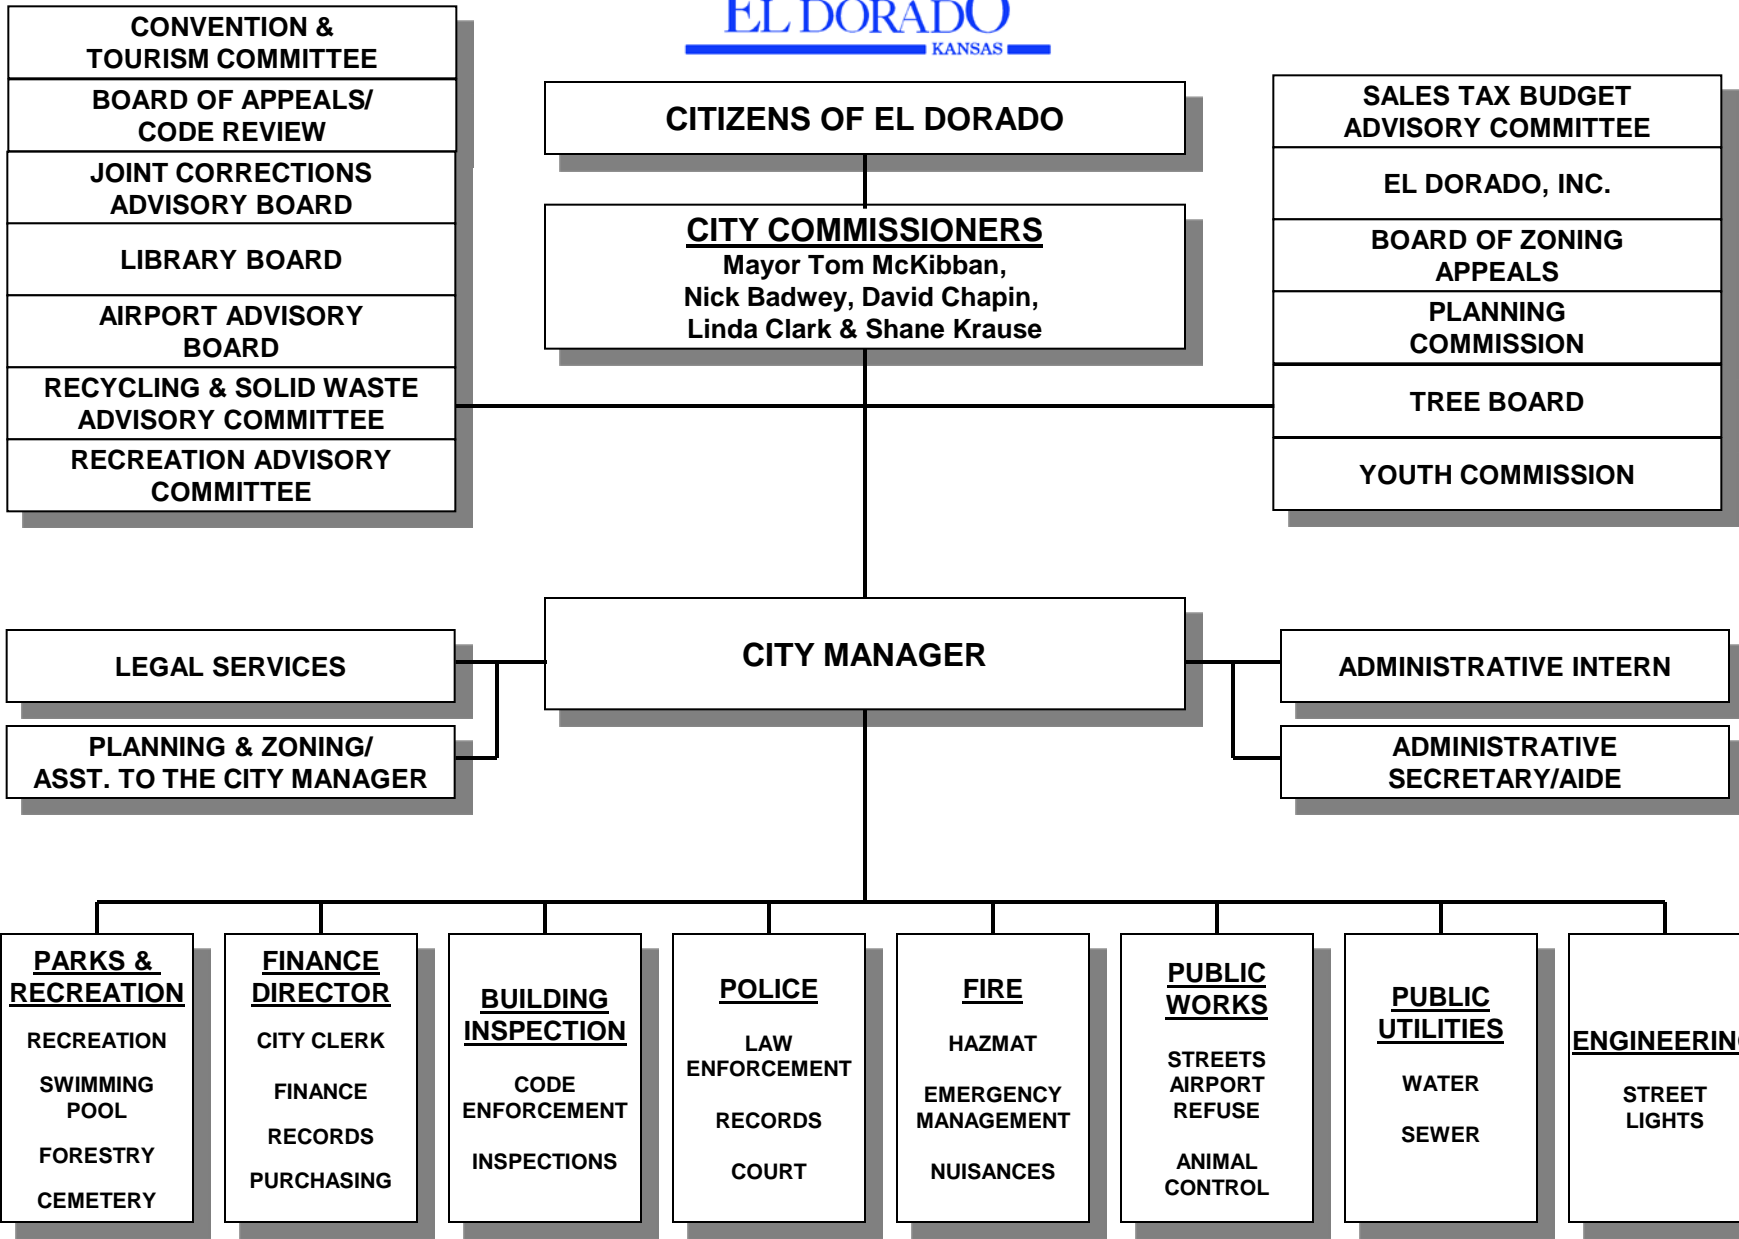 EL DORADO
KANSAS
CONVENTION &
TOURISM COMMITTEE
BOARD OF APPEALS/
CODE REVIEW
JOINT CORRECTIONS
ADVISORY BOARD
LIBRARY BOARD
AIRPORT ADVISORY
BOARD
RECYCLING & SOLID WASTE
ADVISORY COMMITTEE
RECREATION ADVISORY
COMMITTEE
CITIZENS OF EL DORADO
CITY COMMISSIONERS
Mayor Tom McKibban,
Nick Badwey, David Chapin,
Linda Clark & Shane Krause
SALES TAX BUDGET
ADVISORY COMMITTEE
EL DORADO, INC.
BOARD OF ZONING
APPEALS
PLANNING
COMMISSION
TREE BOARD
YOUTH COMMISSION
CITY MANAGER
LEGAL SERVICES
PLANNING & ZONING/
ASST. TO THE CITY MANAGER
ADMINISTRATIVE INTERN
ADMINISTRATIVE
SECRETARY/AIDE
PARKS &
RECREATION
RECREATION
SWIMMING
POOL
FORESTRY
CEMETERY
FINANCE
DIRECTOR
CITY CLERK
FINANCE
RECORDS
PURCHASING
BUILDING
INSPECTION
CODE
ENFORCEMENT
INSPECTIONS
POLICE
LAW
ENFORCEMENT
RECORDS
COURT
FIRE
HAZMAT
EMERGENCY
MANAGEMENT
NUISANCES
PUBLIC
WORKS
STREETS
AIRPORT
REFUSE
ANIMAL
CONTROL
PUBLIC
UTILITIES
WATER
SEWER
ENGINEERING
STREET
LIGHTS